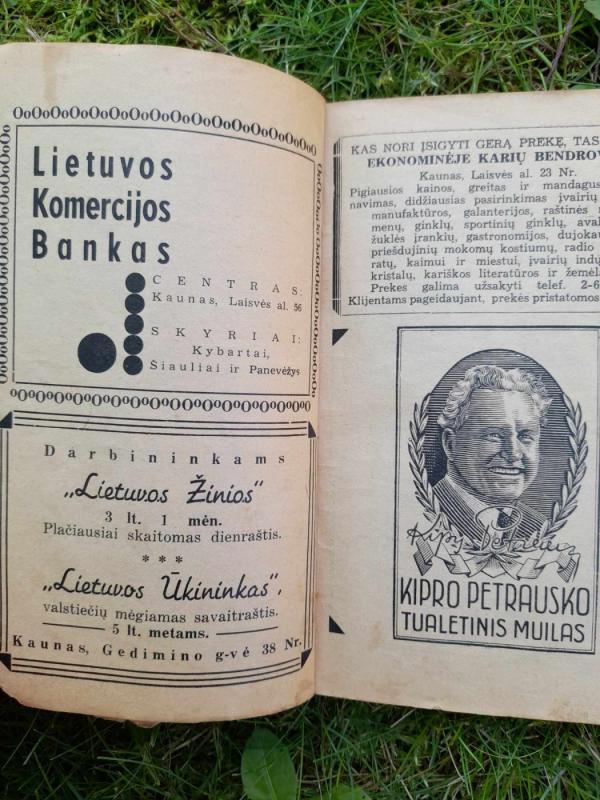 Lietuvos
Komercijos
Bankas
CENTRAS:
Kaunas, Laisvės al. 56
SKYRIAI:
Kybartai,
Šiauliai ir Panevėžys
Darbininkams
„Lietuvos Žinios"
3 lt. 1 mėn.
Plačiausiai skaitomas dienraštis.
* * *
„Lietuvos Ūkininkas",
valstiečių mėgiamas savaitraštis.
5 lt. metams.
Kaunas, Gedimino g-vė 38 Nr.
KAS NORI ĮSIGYTI GERĄ PREKĘ, TAS
EKONOMINĖJE KARIŲ BENDROV
Kaunas, Laisvės al. 23 Nr.
Pigiausios kainos, greitas ir mandagus
navimas, didžiausias pasirinkimas įvairių
manufaktūros, galanterijos, raštinės r
menų, ginklų, sportinių ginklų, aval
žuklės įrankių, gastronomijos, dujokau
priešdujinių mokomų kostiumų, radio
ratų, kaimui ir miestui, įvairių indų
kristalų, kariškos literatūros ir žemėla
Prekes galima užsakyti telef. 2-6
Klijentams pageidaujant, prekės pristatomos
Kipr Petrauskas
KIPRO PETRAUSKO
TUALETINIS MUILAS